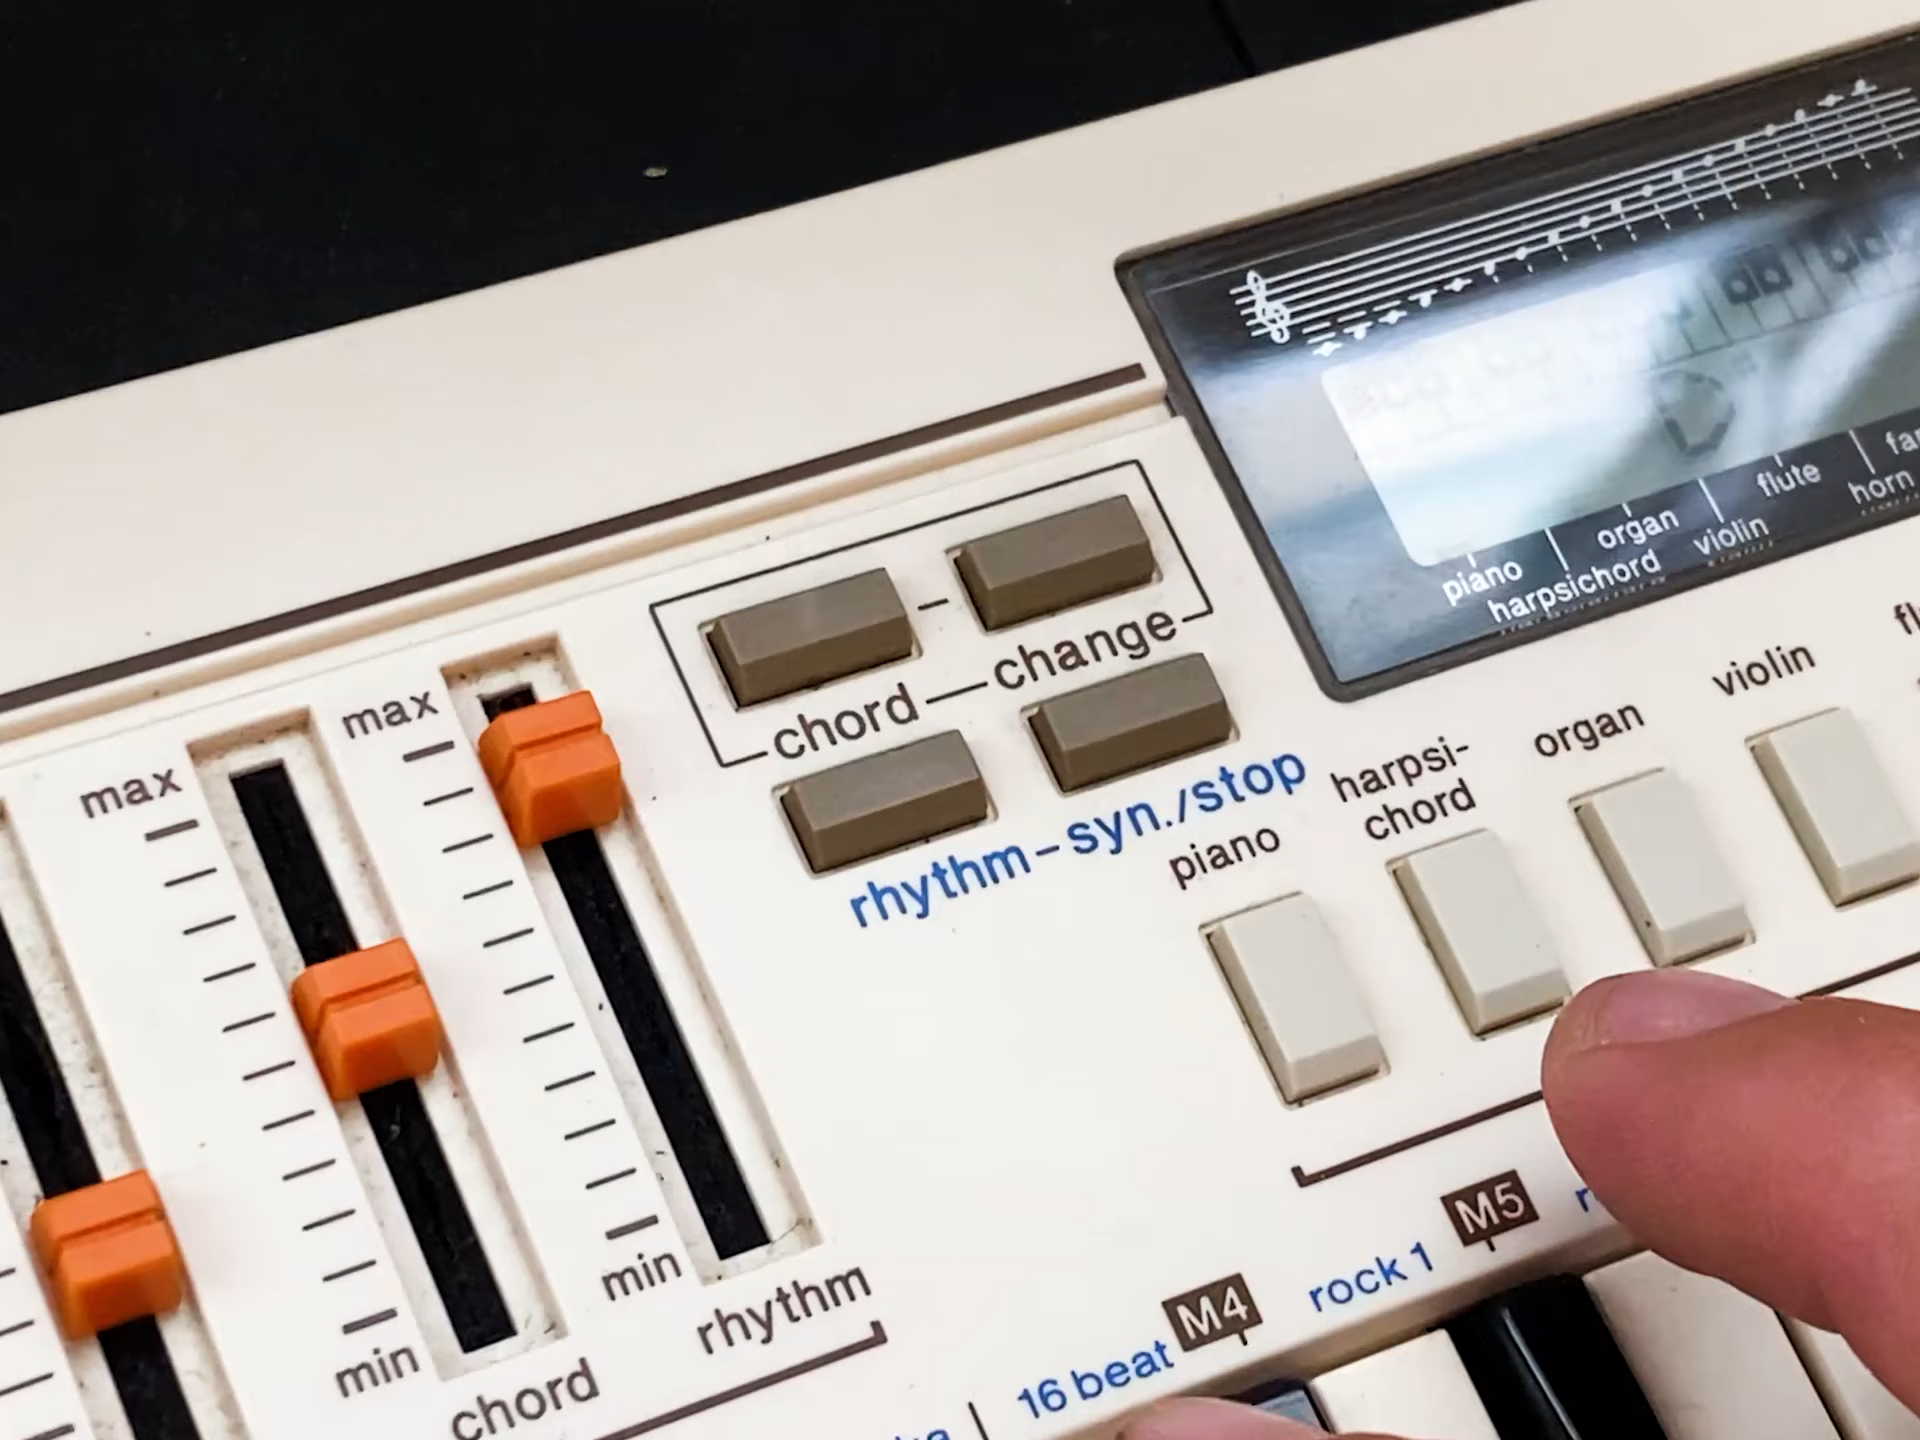 piano
harpsichord
organ
violin
flute
horn
chord — change
rhythm – syn./stop
max
max
min
min
chord
rhythm
piano
harpsi-
chord
organ
violin
16 beat
M4
rock 1
M5